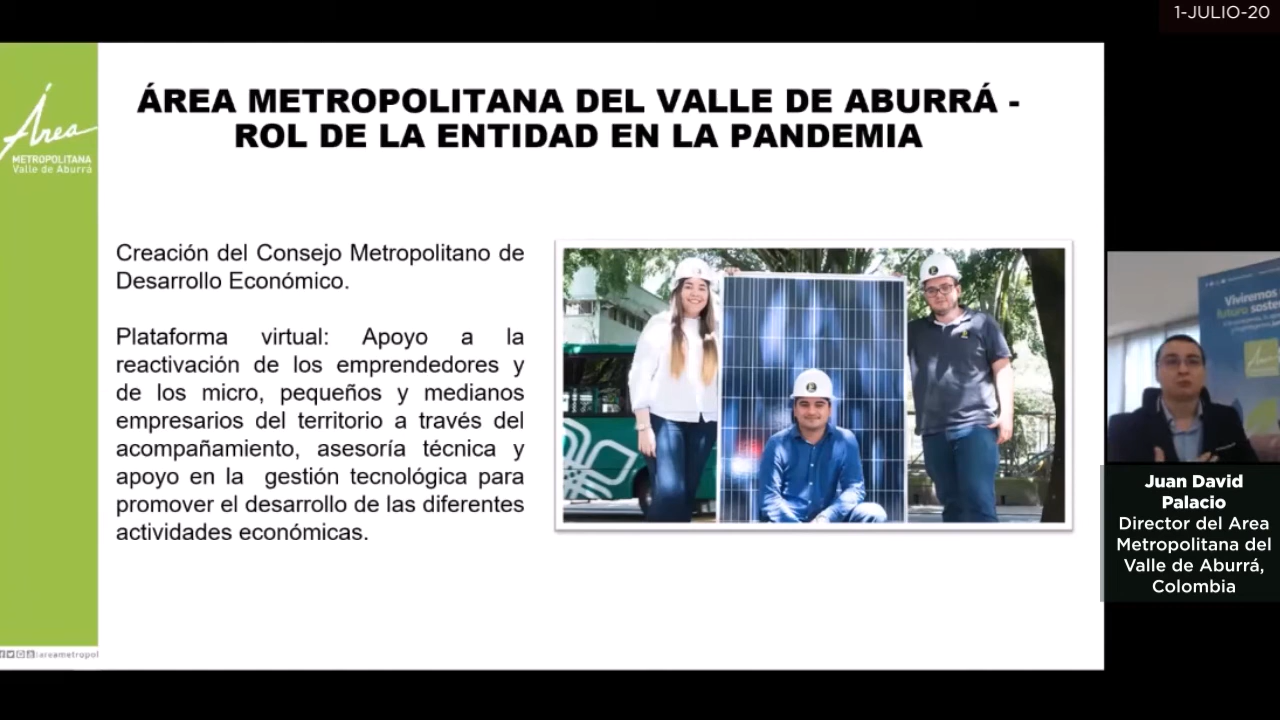 1-JULIO-20
Área
METROPOLITANA
Valle de Aburrá
ÁREA METROPOLITANA DEL VALLE DE ABURRÁ -
ROL DE LA ENTIDAD EN LA PANDEMIA
Creación del Consejo Metropolitano de
Desarrollo Económico.
Plataforma virtual: Apoyo a la
reactivación de los emprendedores y
de los micro, pequeños y medianos
empresarios del territorio a través del
acompañamiento, asesoría técnica y
apoyo en la gestión tecnológica para
promover el desarrollo de las diferentes
actividades económicas.
Viviremos
futuro soste
Juan David
Palacio
Director del Area
Metropolitana del
Valle de Aburrá,
Colombia
areametropol